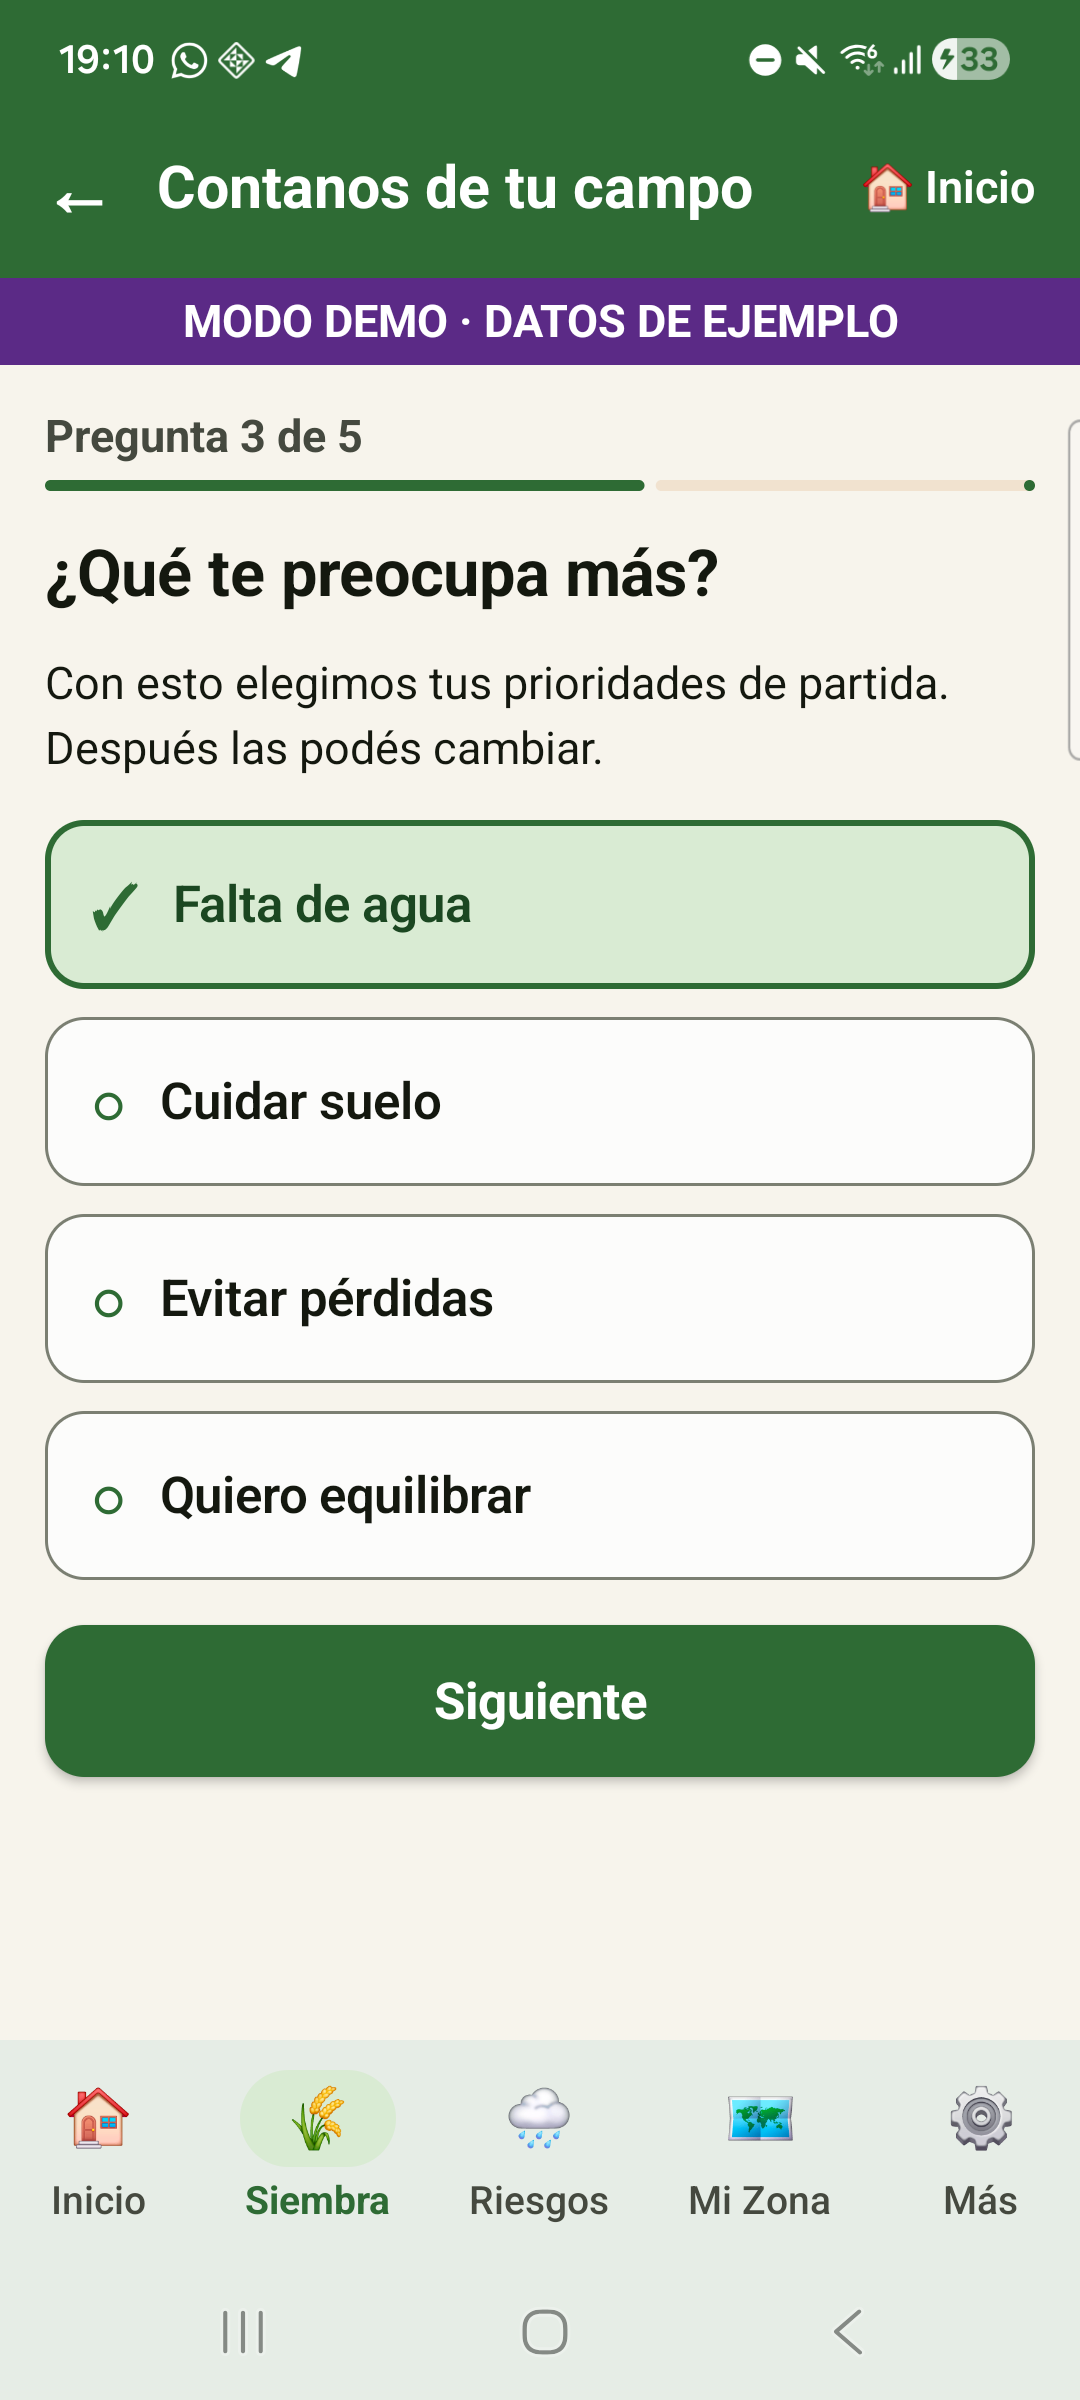 19:10
6
33
← Contanos de tu campo
Inicio
MODO DEMO · DATOS DE EJEMPLO
Pregunta 3 de 5
¿Qué te preocupa más?
Con esto elegimos tus prioridades de partida.
Después las podés cambiar.
✓ Falta de agua
Cuidar suelo
Evitar pérdidas
Quiero equilibrar
Siguiente
Inicio
Siembra
Riesgos
Mi Zona
Más